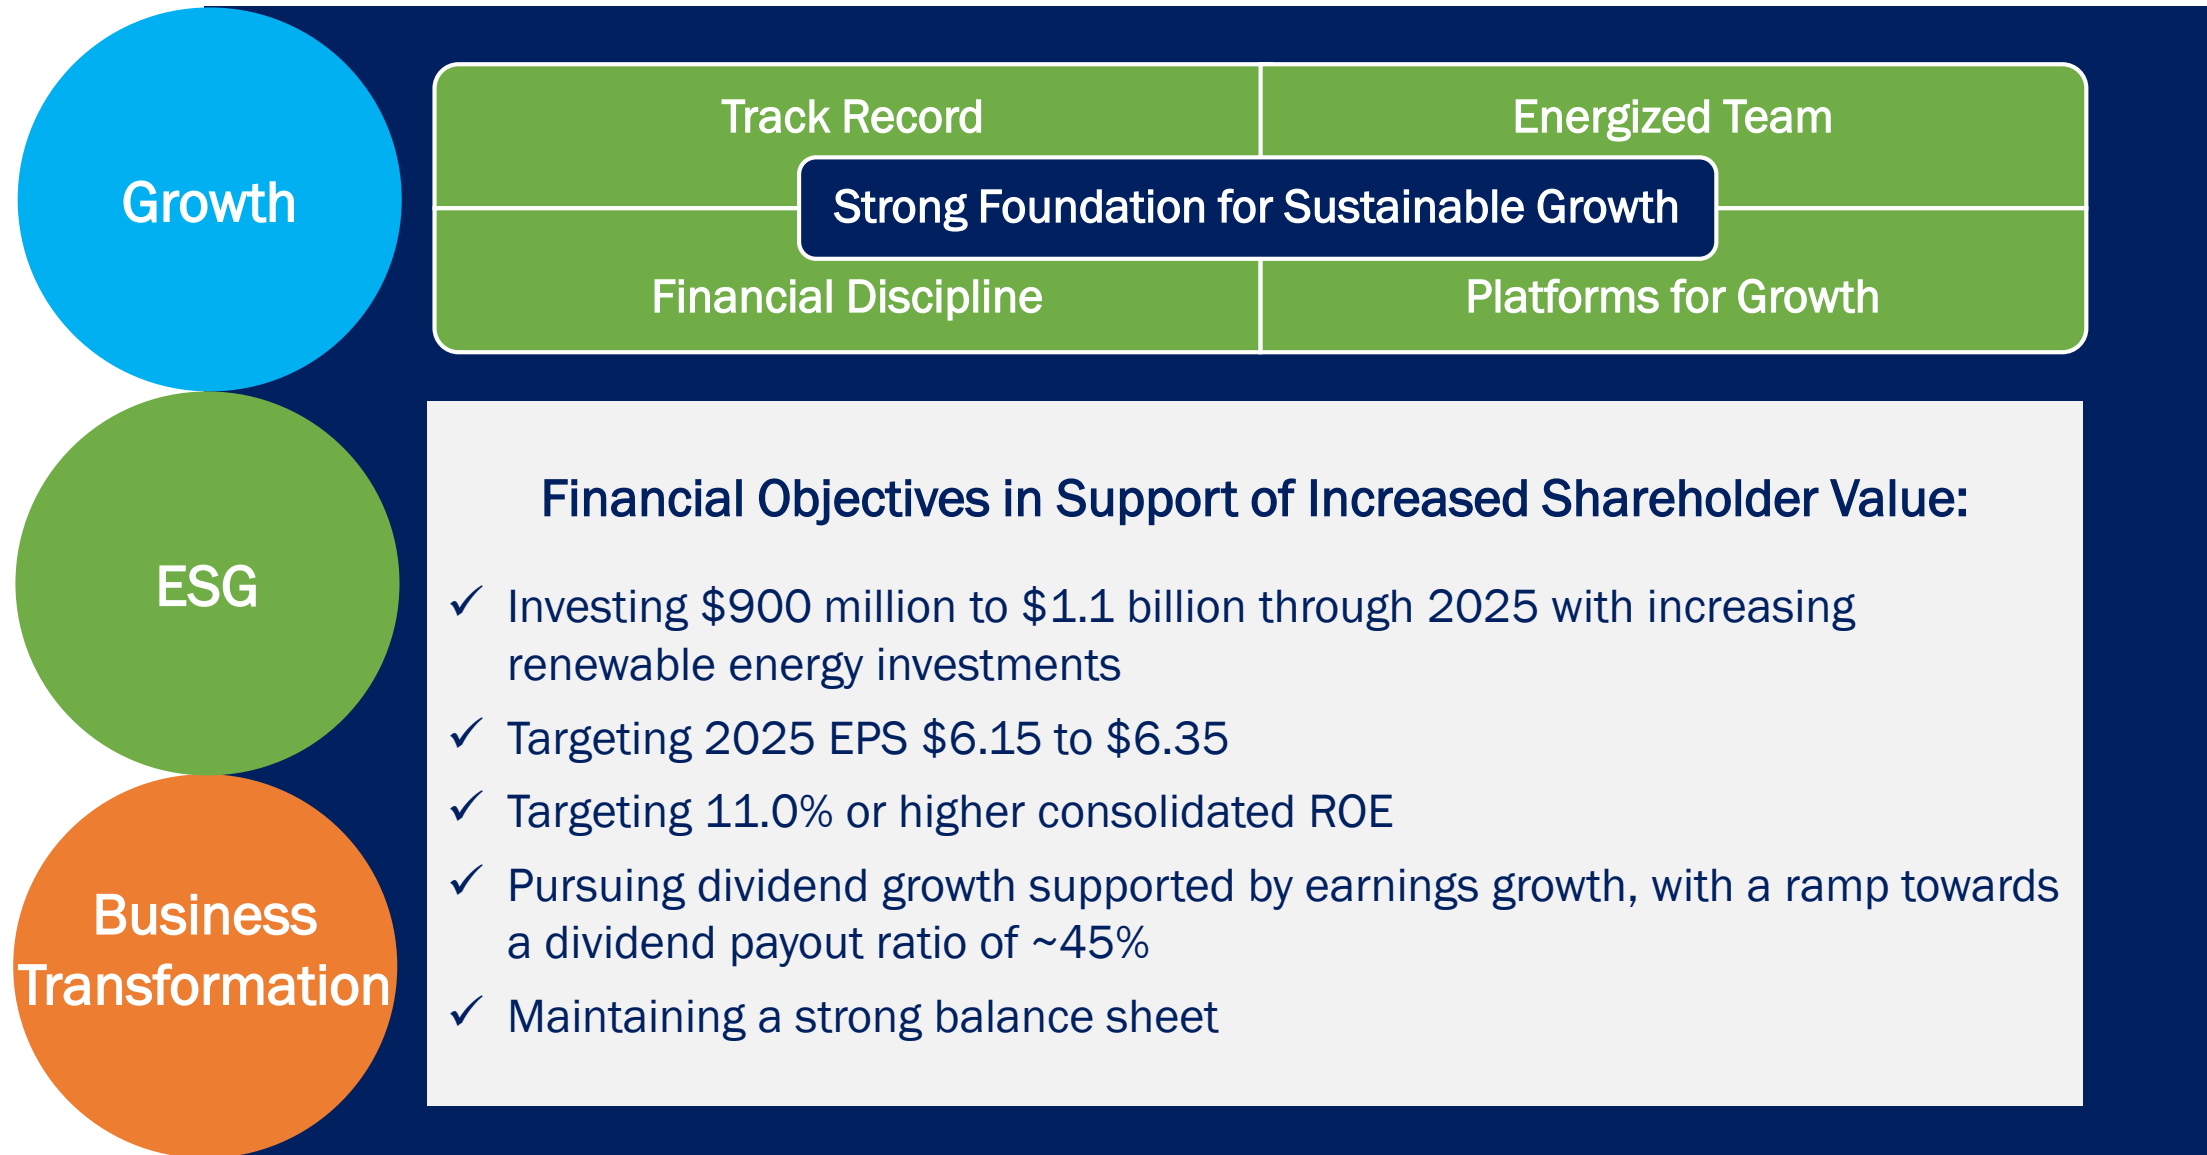 Growth
ESG
Business
Transformation
Track Record
Energized Team
Strong Foundation for Sustainable Growth
Financial Discipline
Platforms for Growth
Financial Objectives in Support of Increased Shareholder Value:
✓ Investing $900 million to $1.1 billion through 2025 with increasing
renewable energy investments
✓ Targeting 2025 EPS $6.15 to $6.35
✓ Targeting 11.0% or higher consolidated ROE
✓ Pursuing dividend growth supported by earnings growth, with a ramp towards
a dividend payout ratio of ~45%
✓ Maintaining a strong balance sheet